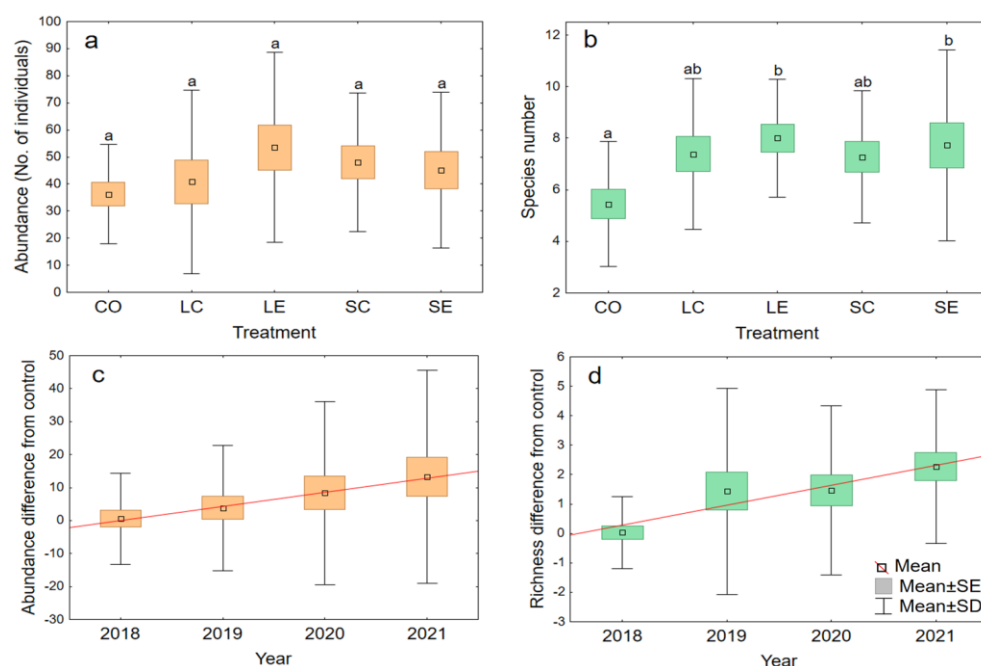 a
Abundance (No. of individuals)
100
90
80
70
60
50
40
30
20
10
0
a
a
a
a
a
CO LC LE SC SE
Treatment
b
Species number
12
10
8
6
4
2
a
ab
b
ab
b
CO LC LE SC SE
Treatment
c
Abundance difference from control
50
40
30
20
10
0
-10
-20
-30
2018 2019 2020 2021
Year
d
Richness difference from control
6
5
4
3
2
1
0
-1
-2
-3
2018 2019 2020 2021
Year
Mean
Mean±SE
Mean±SD